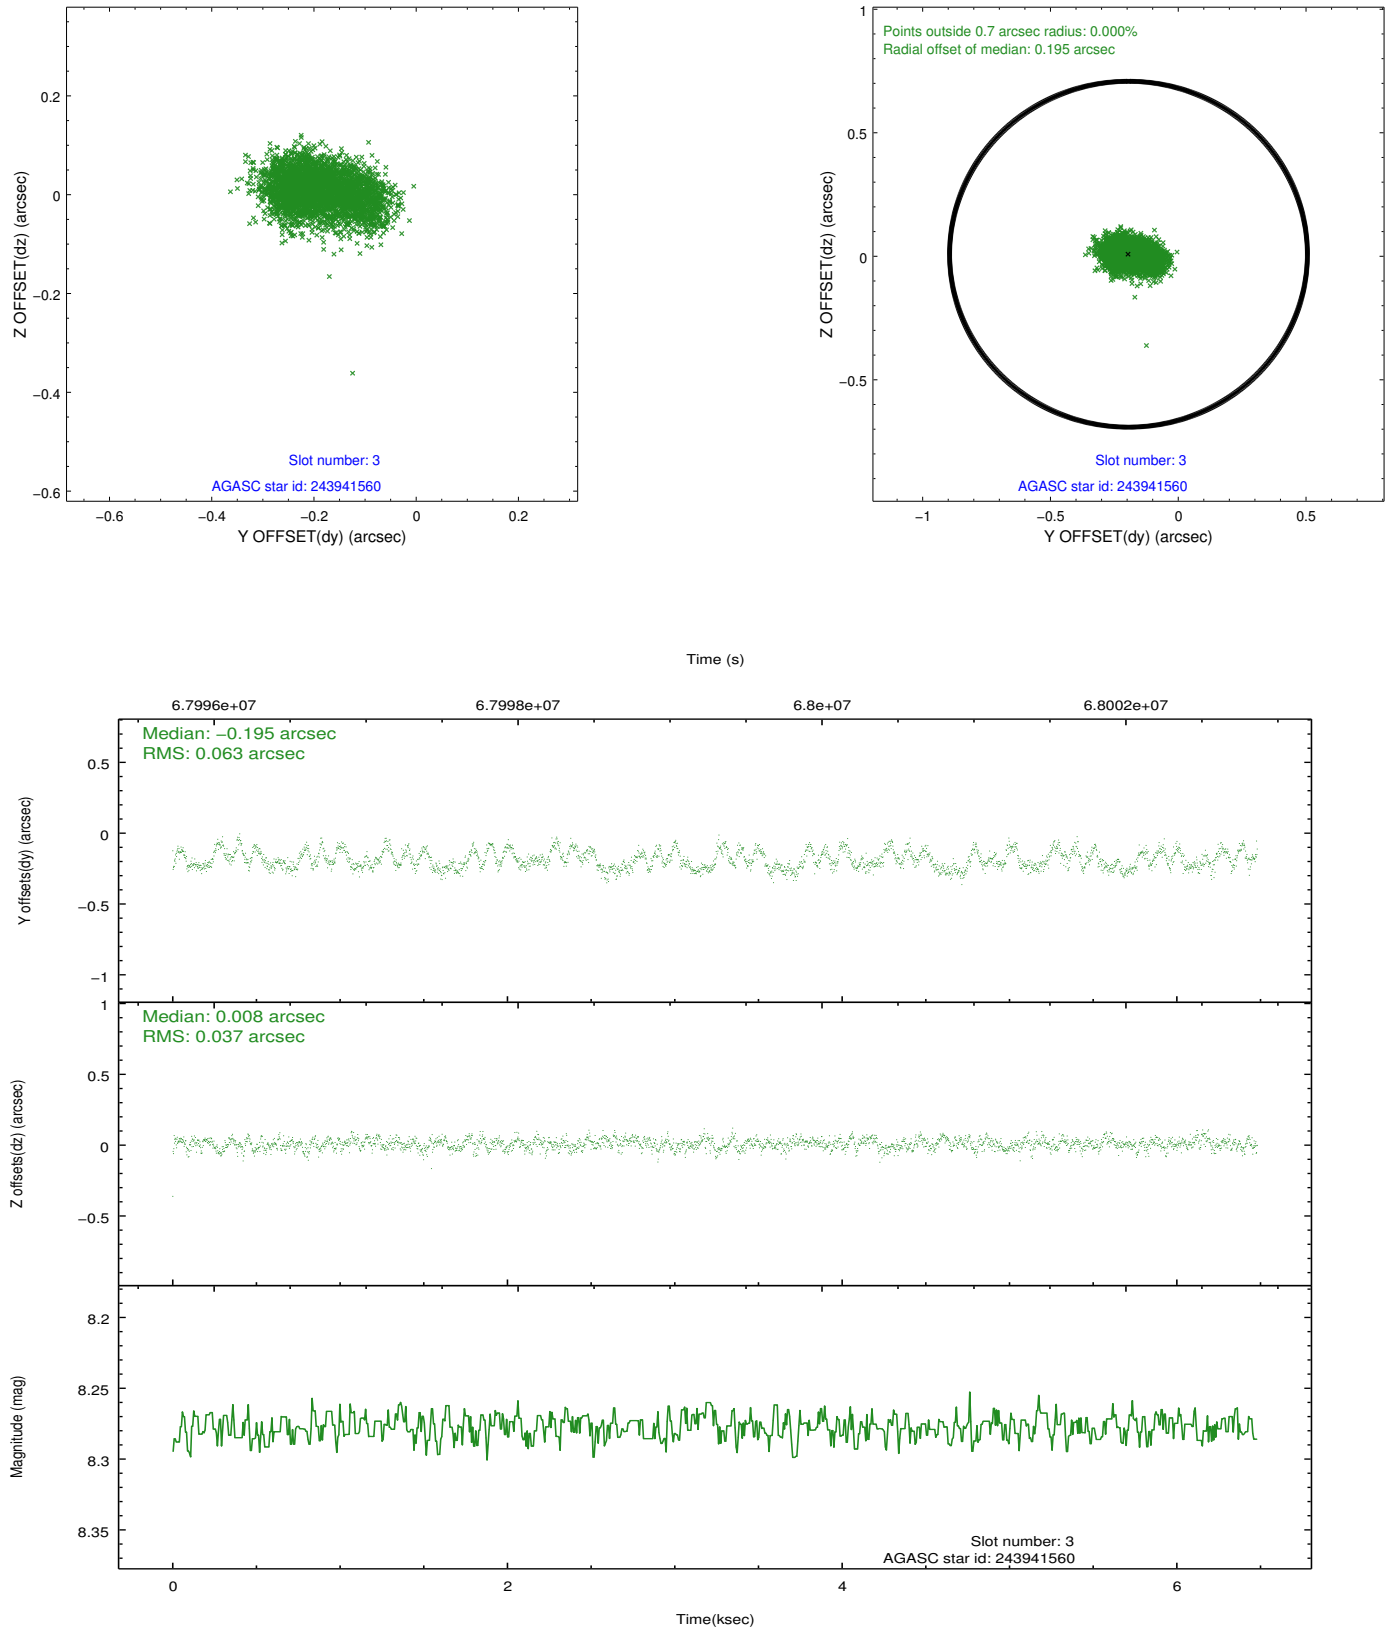 0.2
0
−0.2
−0.4
−0.6
Z OFFSET(dz) (arcsec)
Slot number: 3
AGASC star id: 243941560
−0.6
−0.4
−0.2
0
0.2
Y OFFSET(dy) (arcsec)
1
0.5
0
−0.5
Z OFFSET(dz) (arcsec)
Points outside 0.7 arcsec radius: 0.000%
Radial offset of median: 0.195 arcsec
Slot number: 3
AGASC star id: 243941560
−1
−0.5
0
0.5
Y OFFSET(dy) (arcsec)
Time (s)
6.7996e+07
6.7998e+07
6.8e+07
6.8002e+07
Median: −0.195 arcsec
RMS: 0.063 arcsec
0.5
0
−0.5
−1
Y offsets(dy) (arcsec)
Median: 0.008 arcsec
RMS: 0.037 arcsec
1
0.5
0
−0.5
Z offsets(dz) (arcsec)
8.2
8.25
8.3
8.35
Magnitude (mag)
Slot number: 3
AGASC star id: 243941560
0
2
4
6
Time(ksec)